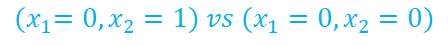 (x₁= 0, x₂ = 1) vs (x₁ = 0, x₂ = 0)